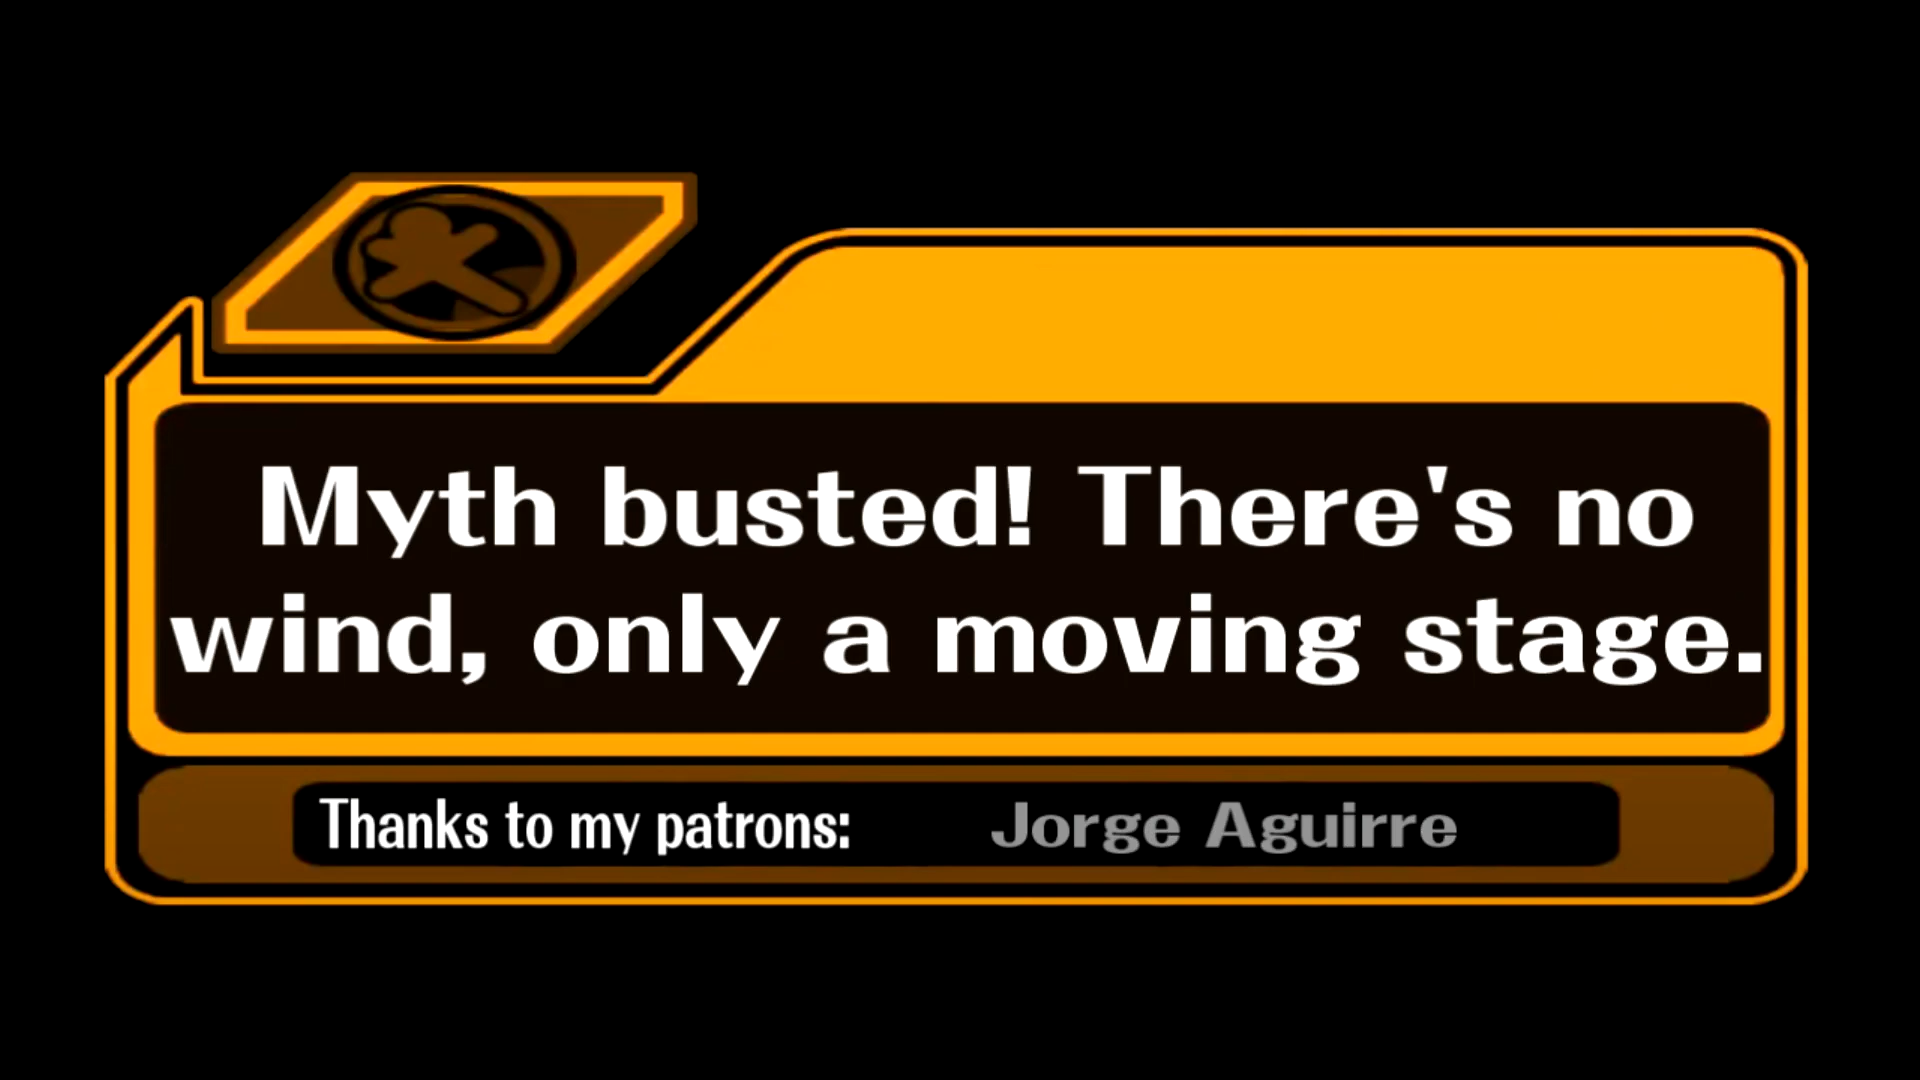 Myth busted! There's no
wind, only a moving stage.
Thanks to my patrons: Jorge Aguirre